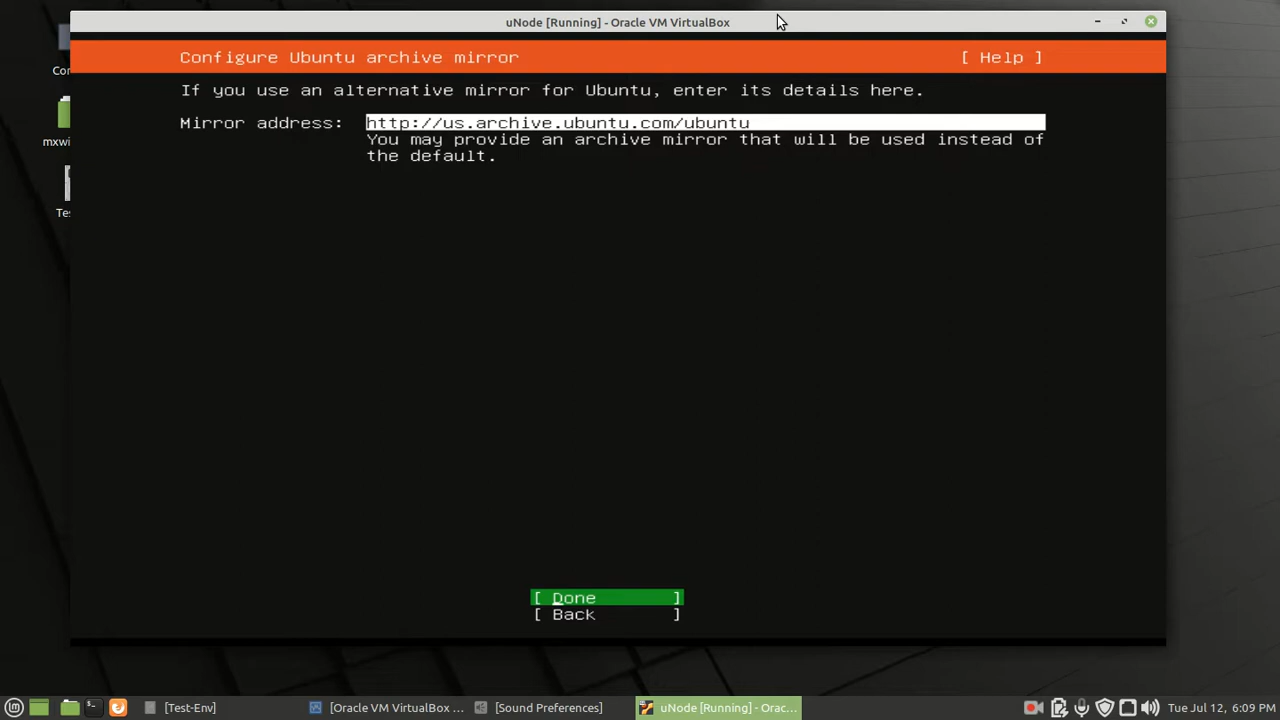 uNode [Running] - Oracle VM VirtualBox
Configure Ubuntu archive mirror [ Help ]
If you use an alternative mirror for Ubuntu, enter its details here.
Mirror address: http://us.archive.ubuntu.com/ubuntu
You may provide an archive mirror that will be used instead of
the default.
[ Done ]
[ Back ]
Con
mxwi
Tes
[Test-Env]
[Oracle VM VirtualBox ...
[Sound Preferences]
uNode [Running] - Orac...
Tue Jul 12, 6:09 PM